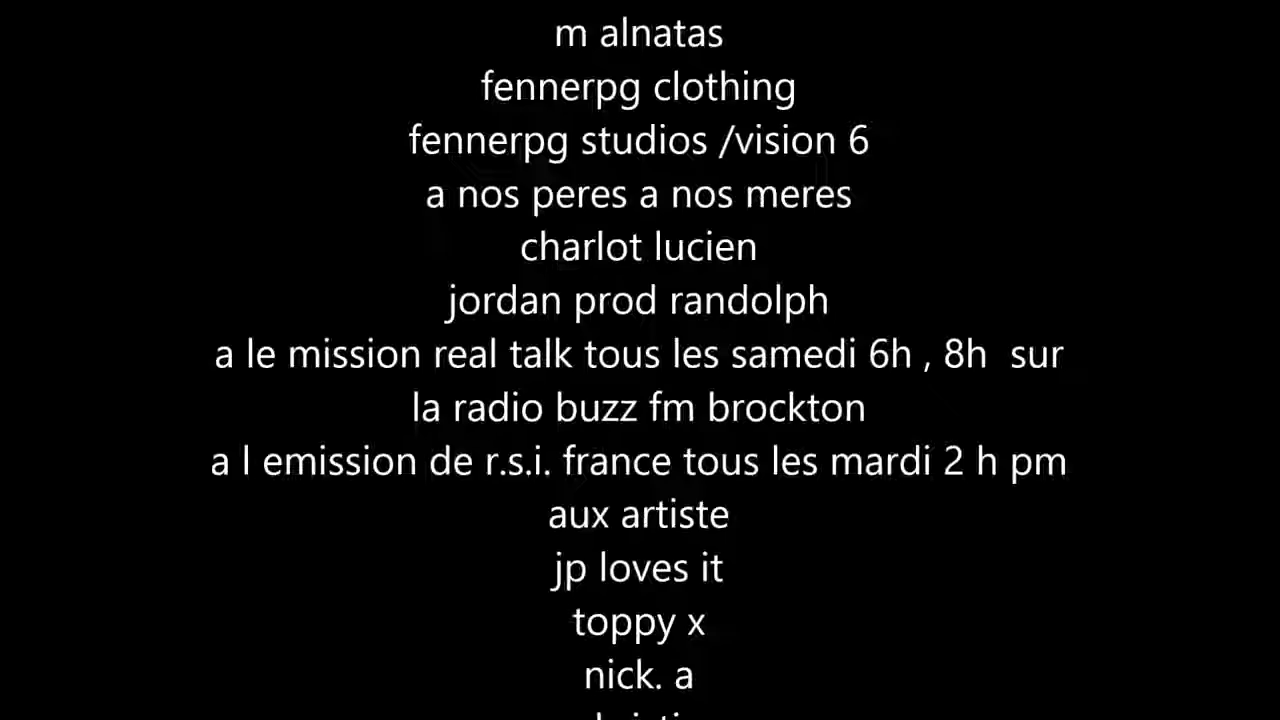 m alnatas
fennerpg clothing
fennerpg studios /vision 6
a nos peres a nos meres
charlot lucien
jordan prod randolph
a le mission real talk tous les samedi 6h , 8h  sur
la radio buzz fm brockton
a l emission de r.s.i. france tous les mardi 2 h pm
aux artiste
jp loves it
toppy x
nick. a